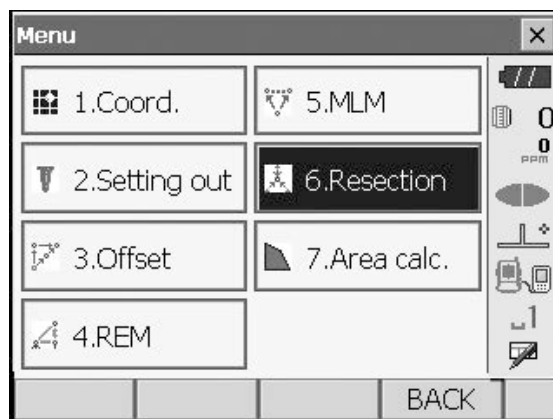 Menu
1.Coord.
5.MLM
2.Setting out
6.Resection
3.Offset
7.Area calc.
4.REM
0
0
ppm
1
BACK